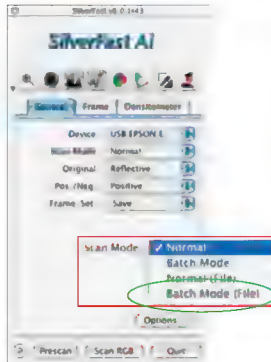 SilverFast v6.0.1r43
SilverFast Ai
General Frame Densitometer
Device USB EPSON E
Scan Mode Normal
Original Reflective
Pos./Neg. Positive
Frame Set Save
Scan Mode ✓ Normal
Batch Mode
Normal (File)
Batch Mode (File)
Options
Prescan Scan RGB Quit